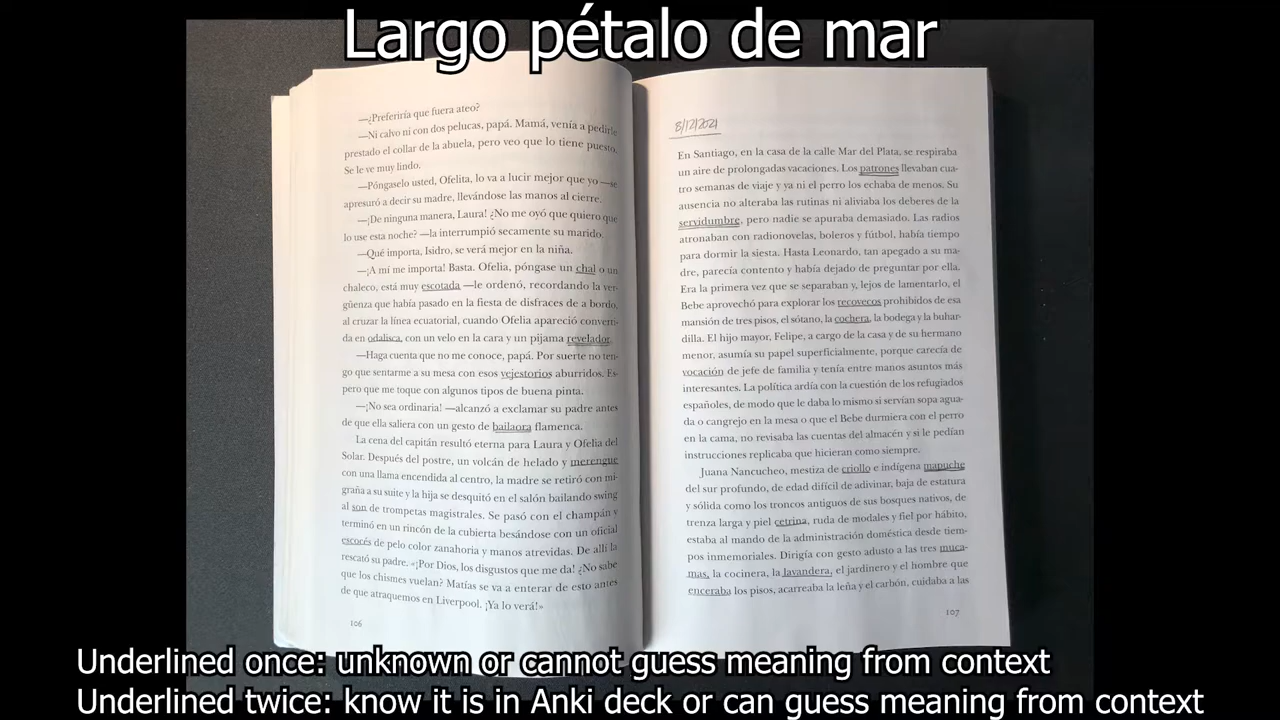 Largo pétalo de mar
—¿Preferiría que fuera ateo?
—Ni calvo ni con dos pelucas, papá. Mamá, venía a pedirle
prestado el collar de la abuela, pero veo que lo tiene puesto.
Se le ve muy lindo.
—Póngaselo usted, Ofelita, lo va a lucir mejor que yo —se
apresuró a decir su madre, llevándose las manos al cierre.
—¡De ninguna manera, Laura! ¿No me oyó que quiero que
lo use esta noche? —la interrumpió secamente su marido.
—Qué importa, Isidro, se verá mejor en la niña.
—¡A mí me importa! Basta. Ofelia, póngase un chal o un
chaleco, está muy escotada —le ordenó, recordando la ver-
güenza que había pasado en la fiesta de disfraces de a bordo,
al cruzar la línea ecuatorial, cuando Ofelia apareció converti-
da en odalisca, con un velo en la cara y un pijama revelador.
—Haga cuenta que no me conoce, papá. Por suerte no ten-
go que sentarme a su mesa con esos vejestorios aburridos. Es-
pero que me toque con algunos tipos de buena pinta.
—¡No sea ordinaria! —alcanzó a exclamar su padre antes
de que ella saliera con un gesto de bailaora flamenca.
La cena del capitán resultó eterna para Laura y Ofelia del
Solar. Después del postre, un volcán de helado y merengue
con una llama encendida al centro, la madre se retiró con mi-
graña a su suite y la hija se desquitó en el salón bailando swing
al son de trompetas magistrales. Se pasó con el champán y
terminó en un rincón de la cubierta besándose con un oficial
escocés de pelo color zanahoria y manos atrevidas. De allí la
rescató su padre. «¡Por Dios, los disgustos que me da! ¿No sabe
que los chismes vuelan? Matías se va a enterar de esto antes
de que atraquemos en Liverpool. ¡Ya lo verá!»
106
8/12/2021
En Santiago, en la casa de la calle Mar del Plata, se respiraba
un aire de prolongadas vacaciones. Los patrones llevaban cua-
tro semanas de viaje y ya ni el perro los echaba de menos. Su
ausencia no alteraba las rutinas ni aliviaba los deberes de la
servidumbre, pero nadie se apuraba demasiado. Las radios
atronaban con radionovelas, boleros y fútbol, había tiempo
para dormir la siesta. Hasta Leonardo, tan apegado a su ma-
dre, parecía contento y había dejado de preguntar por ella.
Era la primera vez que se separaban y, lejos de lamentarlo, el
Bebe aprovechó para explorar los recovecos prohibidos de esa
mansión de tres pisos, el sótano, la cochera, la bodega y la buhar-
dilla. El hijo mayor, Felipe, a cargo de la casa y de su hermano
menor, asumía su papel superficialmente, porque carecía de
vocación de jefe de familia y tenía entre manos asuntos más
interesantes. La política ardía con la cuestión de los refugiados
españoles, de modo que le daba lo mismo si servían sopa agua-
da o cangrejo en la mesa o que el Bebe durmiera con el perro
en la cama, no revisaba las cuentas del almacén y si le pedían
instrucciones replicaba que hicieran como siempre.
Juana Nancucheo, mestiza de criollo e indígena mapuche
del sur profundo, de edad difícil de adivinar, baja de estatura
y sólida como los troncos antiguos de sus bosques nativos, de
trenza larga y piel cetrina, ruda de modales y fiel por hábito,
estaba al mando de la administración doméstica desde tiem-
pos inmemoriales. Dirigía con gesto adusto a las tres muca-
mas, la cocinera, la lavandera, el jardinero y el hombre que
enceraba los pisos, acarreaba la leña y el carbón, cuidaba a las
107
Underlined once: unknown or cannot guess meaning from context
Underlined twice: know it is in Anki deck or can guess meaning from context